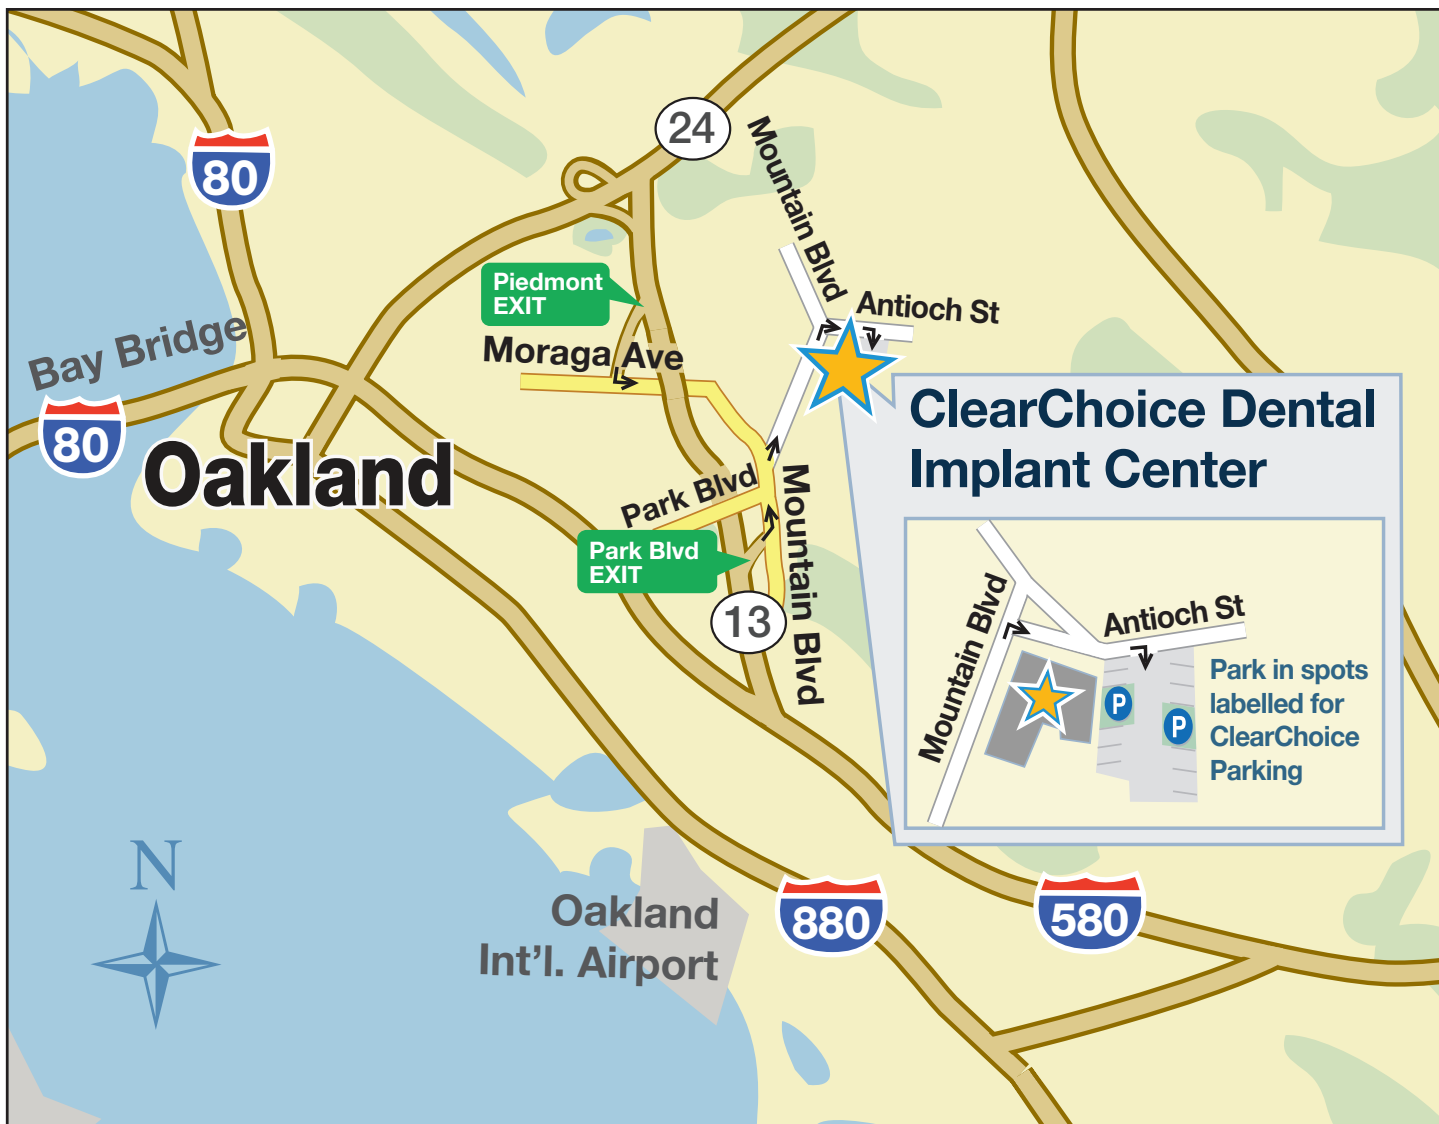 24
Mountain Blvd
80
Piedmont
EXIT
Antioch St
Bay Bridge
Moraga Ave
80
Oakland
ClearChoice Dental
Implant Center
Park Blvd
Mountain Blvd
Park Blvd
EXIT
13
Mountain Blvd
Antioch St
Park in spots
labelled for
ClearChoice
Parking
P
P
N
Oakland
Int'l. Airport
880
580